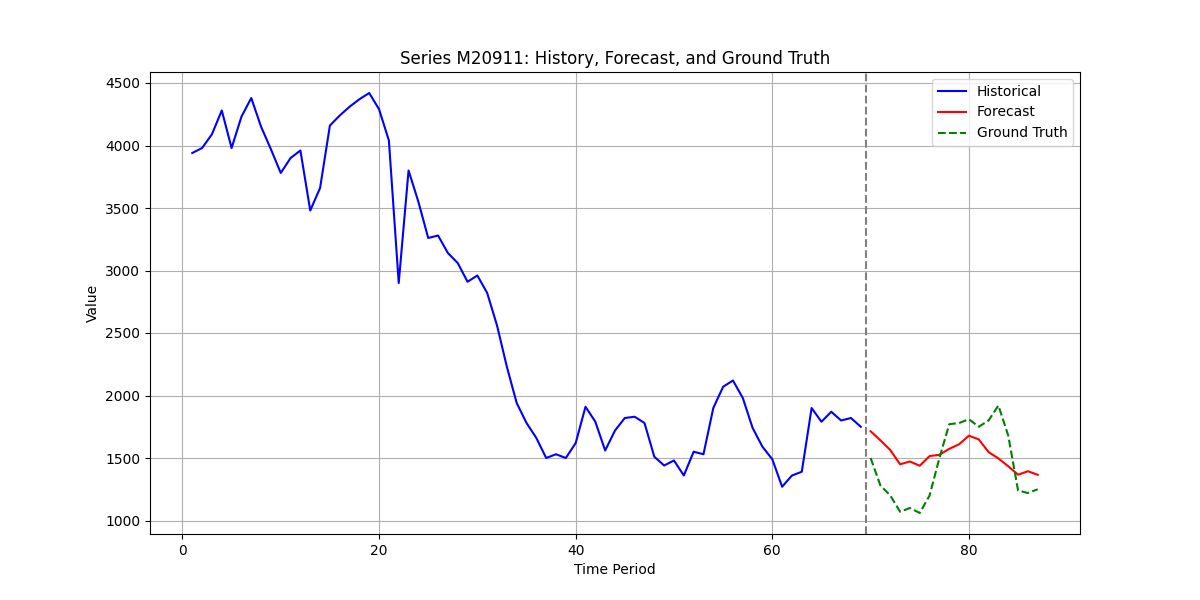 Series M20911: History, Forecast, and Ground Truth
Historical
Forecast
Ground Truth
Value
4500
4000
3500
3000
2500
2000
1500
1000
0
20
40
60
80
Time Period